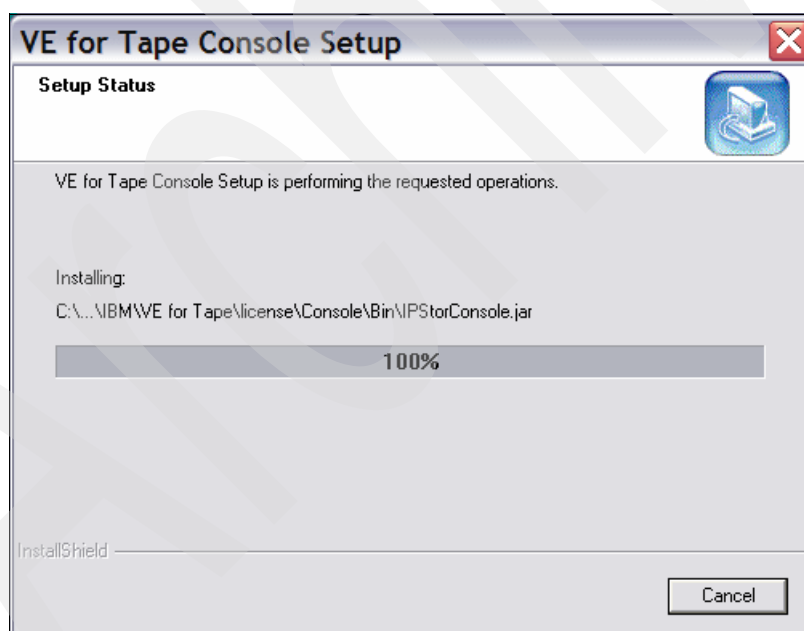 VE for Tape Console Setup
Setup Status
VE for Tape Console Setup is performing the requested operations.
Installing:
C:\...\IBM\VE for Tape\license\Console\Bin\IPStorConsole.jar
100%
InstallShield
Cancel